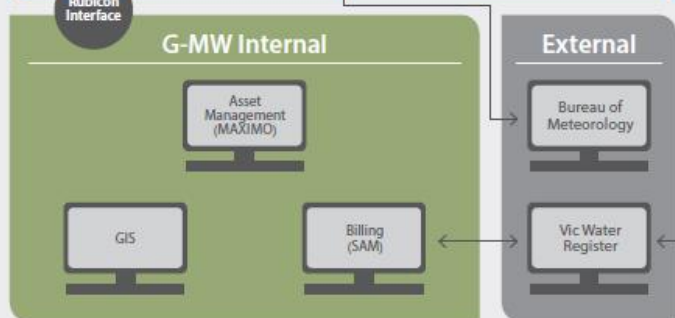 Rubicon
Interface
G-MW Internal
External
Asset
Management
(MAXIMO)
Bureau of
Meteorology
GIS
Billing
(SAM)
Vic Water
Register